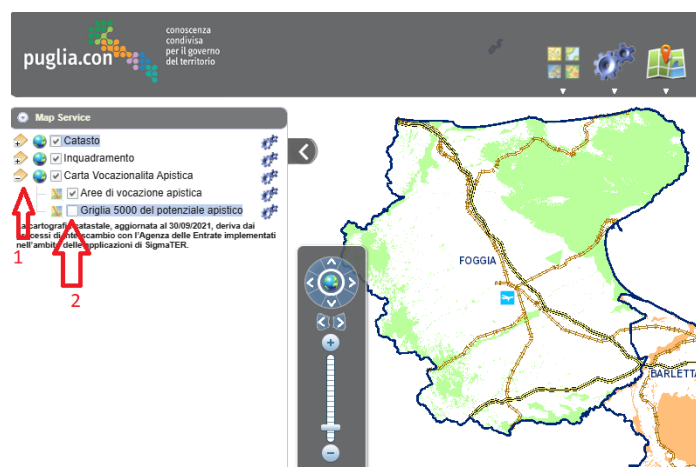 puglia.con
conoscenza
condivisa
per il governo
del territorio
Map Service
Catasto
Inquadramento
Carta Vocazionalita Apistica
Aree di vocazione apistica
Griglia 5000 del potenziale apistico
La cartografia catastale, aggiornata al 30/09/2021, deriva dai
processi di interscambio con l'Agenzia delle Entrate implementati
nell'ambito delle applicazioni di SigmaTER.
1
2
FOGGIA
BARLETTA